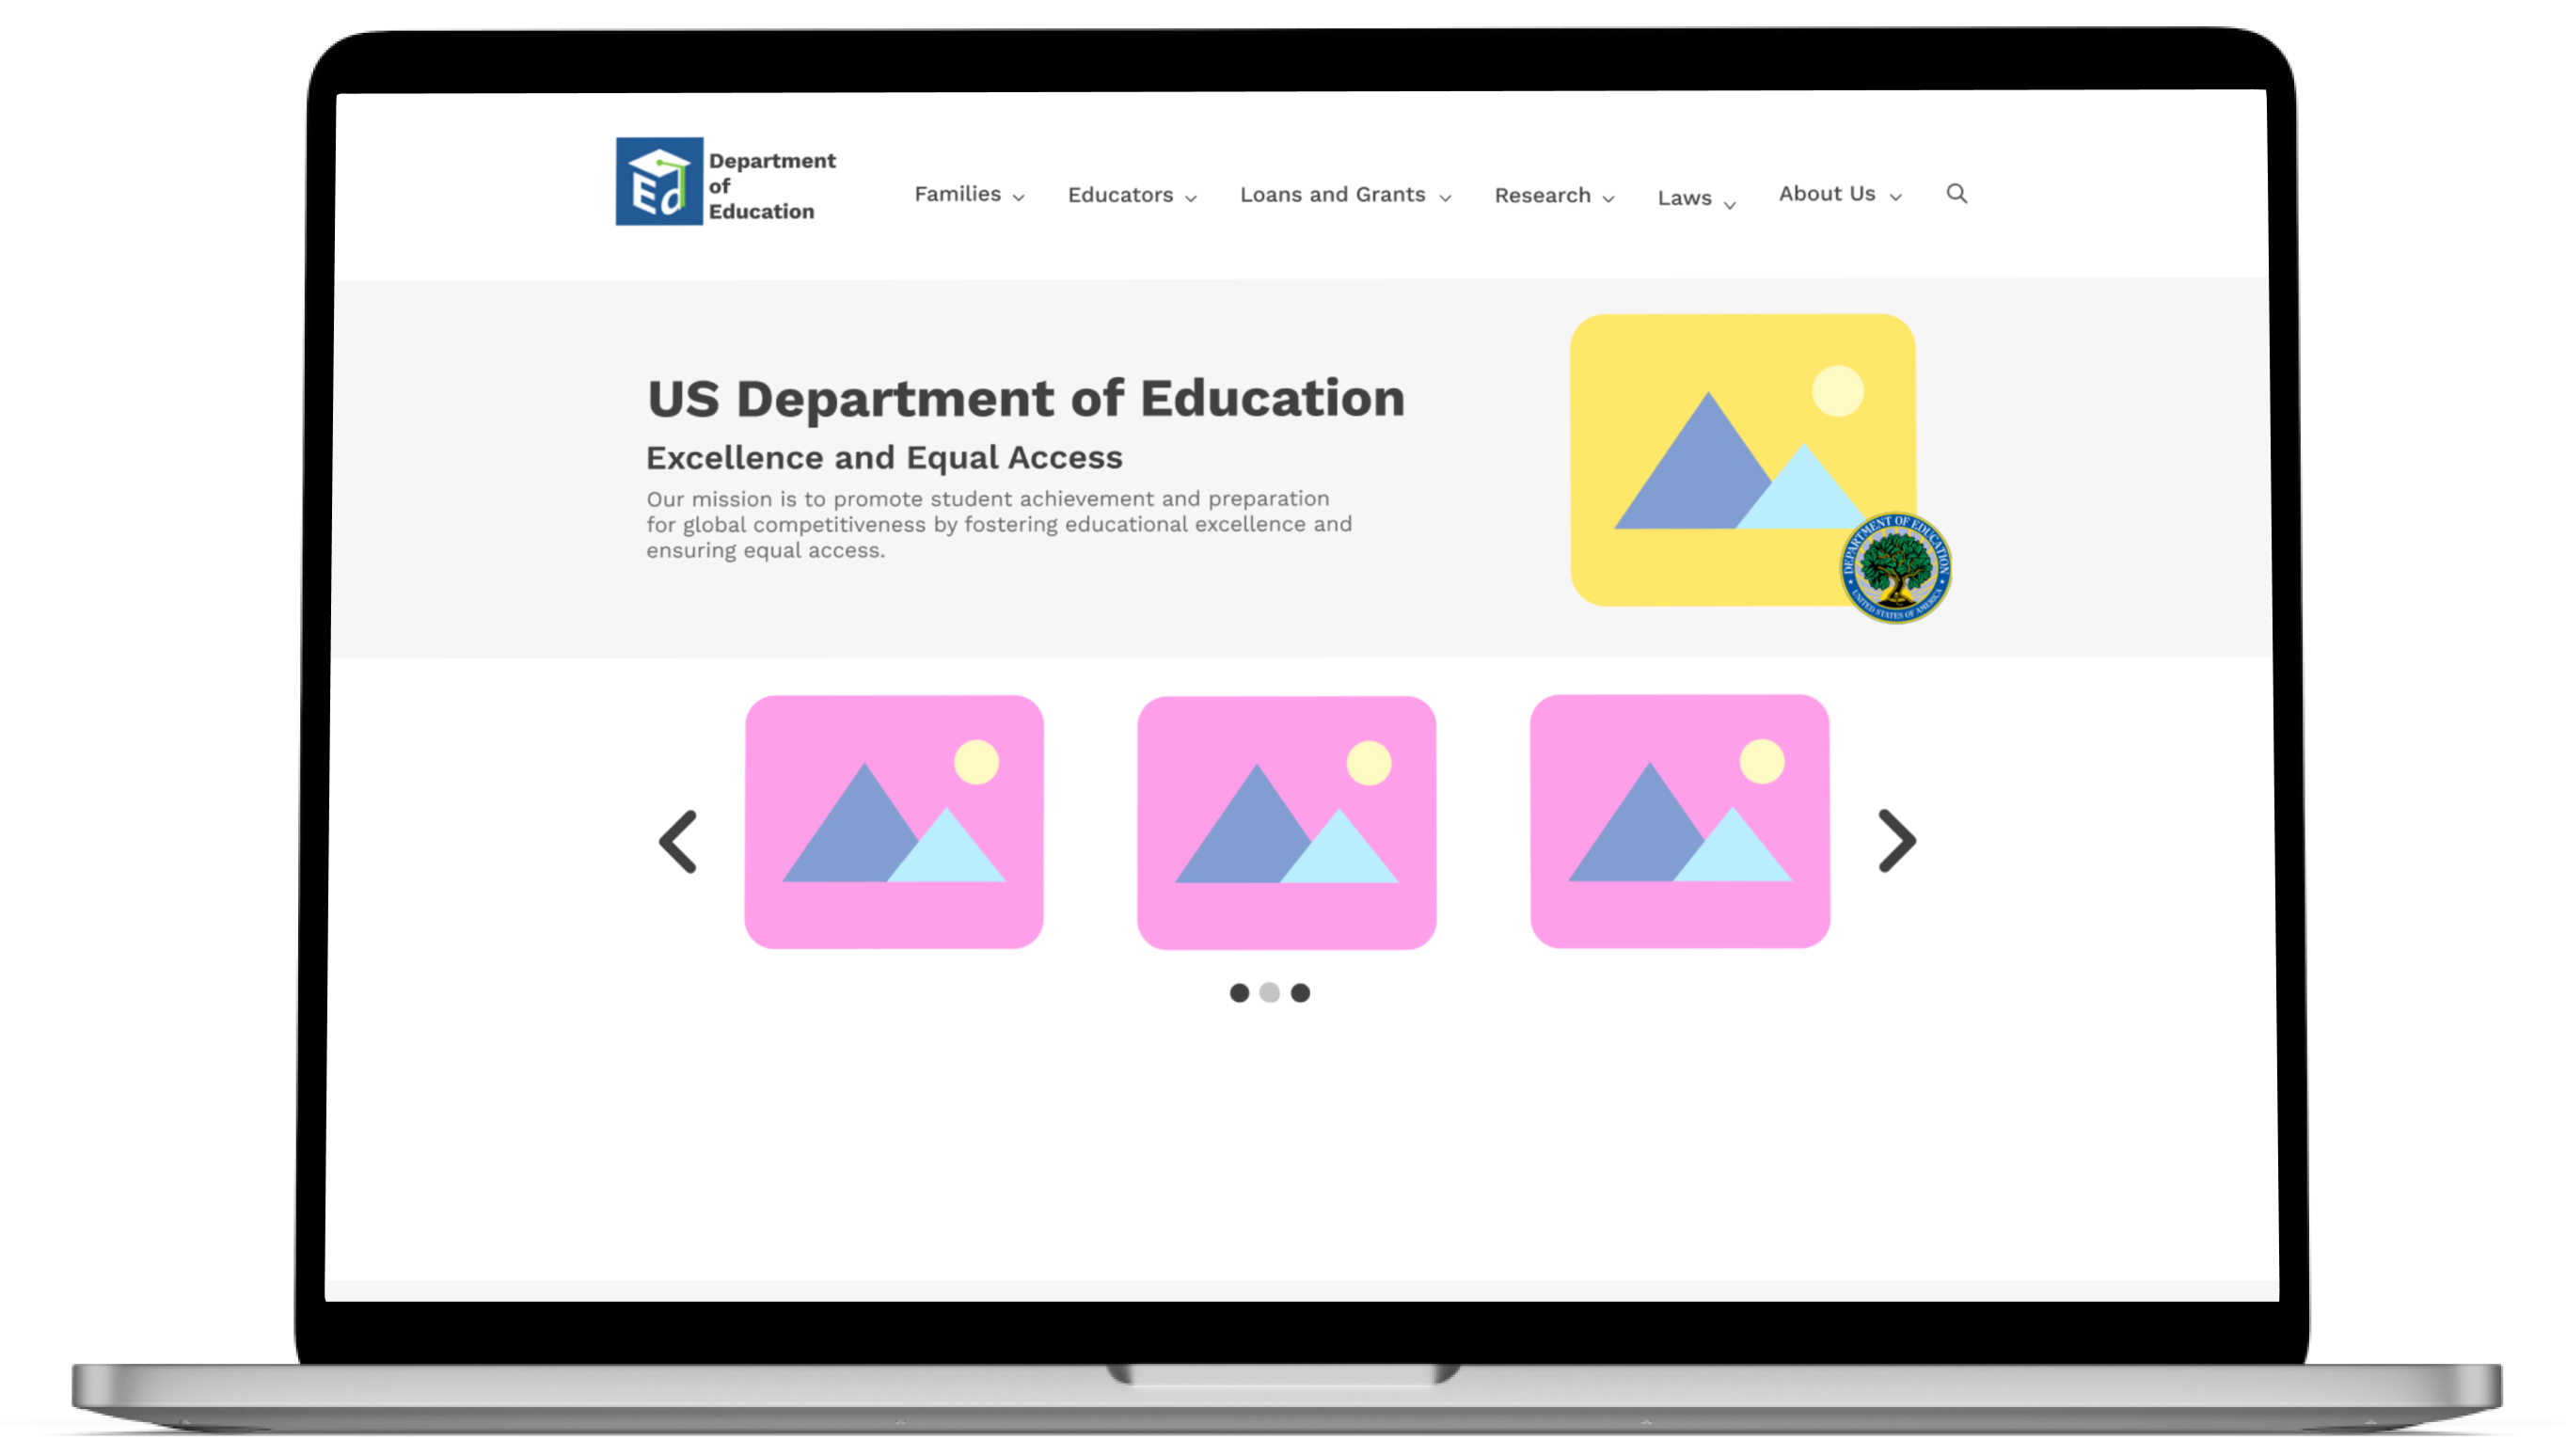 Department
of
Education
Ed
Families
Educators
Loans and Grants
Research
Laws
About Us
US Department of Education
Excellence and Equal Access
Our mission is to promote student achievement and preparation
for global competitiveness by fostering educational excellence and
ensuring equal access.
DEPARTMENT OF EDUCATION
UNITED STATES OF AMERICA